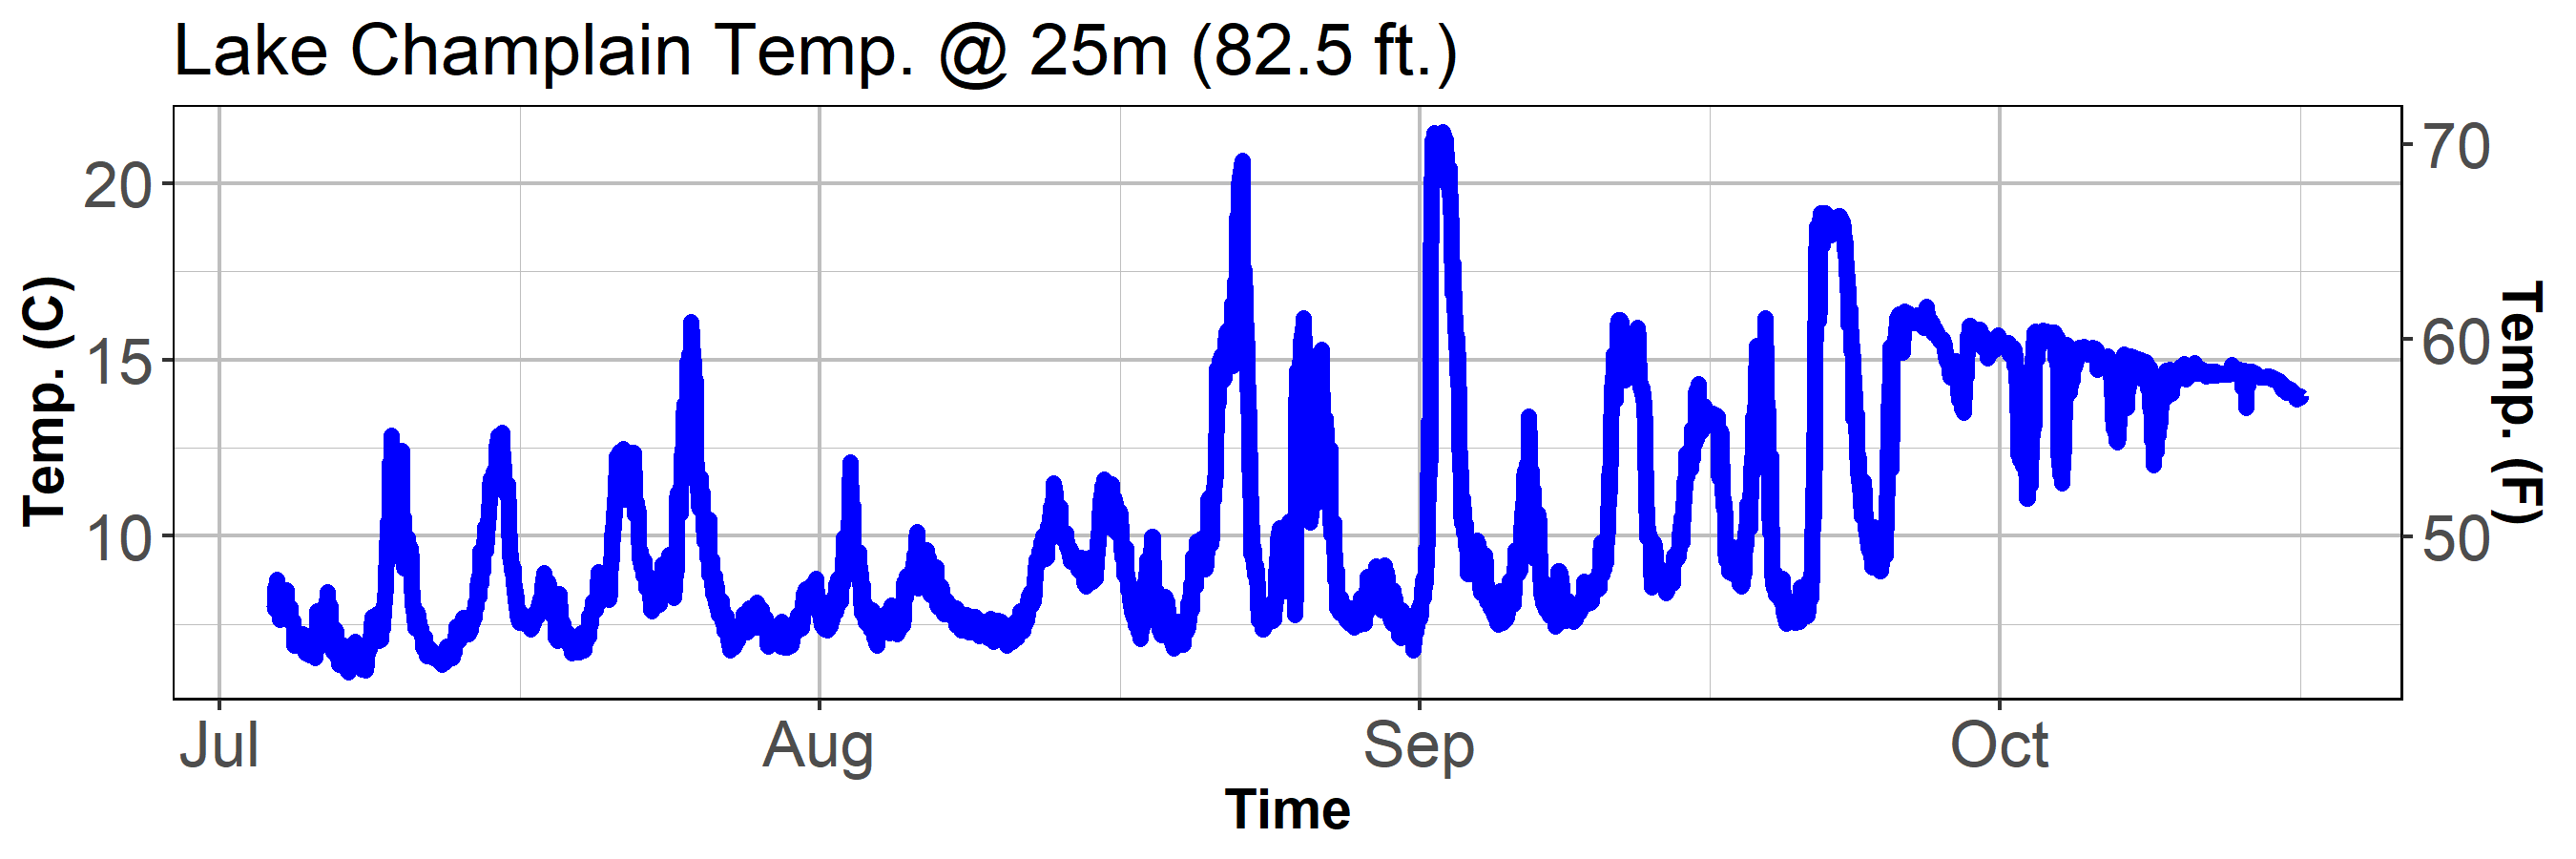 Lake Champlain Temp. @ 25m (82.5 ft.)
Temp. (C)
20
15
10
70
60
50
Temp. (F)
Jul Aug Sep Oct
Time